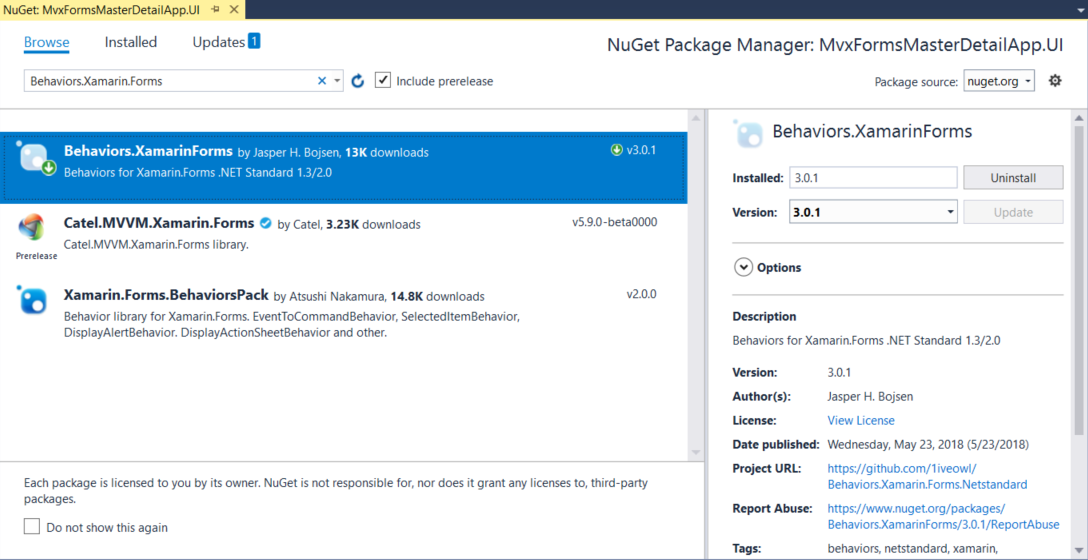 NuGet: MvxFormsMasterDetailApp.UI
Browse Installed Updates 1
NuGet Package Manager: MvxFormsMasterDetailApp.UI
Behaviors.Xamarin.Forms
Include prerelease
Package source: nuget.org
Behaviors.XamarinForms by Jasper H. Bojsen, 13K downloads
v3.0.1
Behaviors for Xamarin.Forms .NET Standard 1.3/2.0
Catel.MVVM.Xamarin.Forms by Catel, 3.23K downloads
v5.9.0-beta0000
Catel.MVVM.Xamarin.Forms library.
Prerelease
Xamarin.Forms.BehaviorsPack by Atsushi Nakamura, 14.8K downloads
v2.0.0
Behavior library for Xamarin.Forms. EventToCommandBehavior, SelectedItemBehavior,
DisplayAlertBehavior. DisplayActionSheetBehavior and other.
Each package is licensed to you by its owner. NuGet is not responsible for, nor does it grant any licenses to, third-party
packages.
Do not show this again
Behaviors.XamarinForms
Installed: 3.0.1 Uninstall
Version: 3.0.1 Update
Options
Description
Behaviors for Xamarin.Forms .NET Standard 1.3/2.0
Version: 3.0.1
Author(s): Jasper H. Bojsen
License: View License
Date published: Wednesday, May 23, 2018 (5/23/2018)
Project URL: https://github.com/1iveowl/
Behaviors.Xamarin.Forms.Netstandard
Report Abuse: https://www.nuget.org/packages/
Behaviors.XamarinForms/3.0.1/ReportAbuse
Tags: behaviors, netstandard, xamarin,